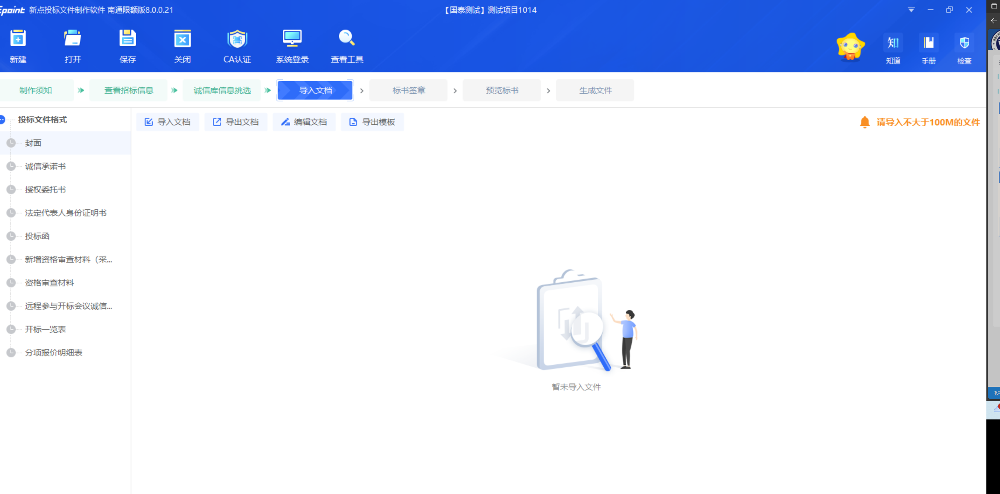 Epoint 新点投标文件制作软件 南通限额版8.0.0.21
【国泰测试】测试项目1014
新建
打开
保存
关闭
CA认证
系统登录
查看工具
知
知道
手册
检查
制作须知
查看招标信息
诚信库信息挑选
导入文档
标书签章
预览标书
生成文件
投标文件格式
封面
诚信承诺书
授权委托书
法定代表人身份证明书
投标函
新增资格审查材料（采...
资格审查材料
远程参与开标会议诚信...
开标一览表
分项报价明细表
导入文档
导出文档
编辑文档
导出模板
请导入不大于100M的文件
暂未导入文件